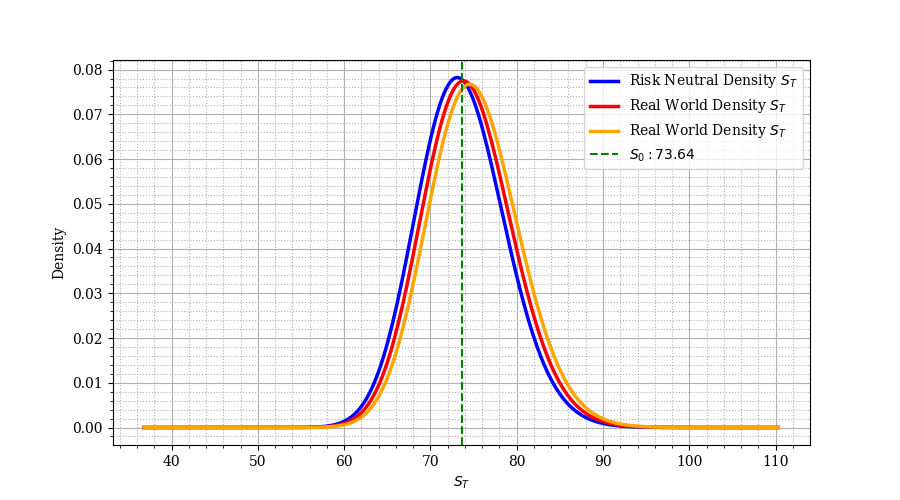 0.08
0.07
0.06
0.05
0.04
0.03
0.02
0.01
0.00
Density
40 50 60 70 80 90 100 110
S_T
Risk Neutral Density S_T
Real World Density S_T
Real World Density S_T
S_0 : 73.64